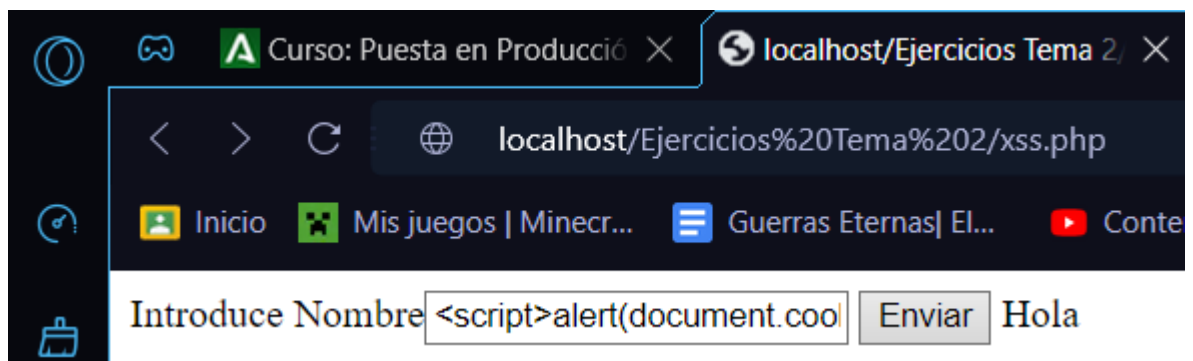 Curso: Puesta en Producció
localhost/Ejercicios Tema 2/
localhost/Ejercicios%20Tema%202/xss.php
Inicio
Mis juegos | Minecr...
Guerras Eternas| El...
Conte
Introduce Nombre <script>alert(document.cool Enviar Hola